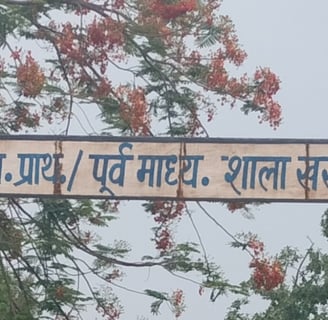 प्राथ./ पूर्व माध्य. शाला